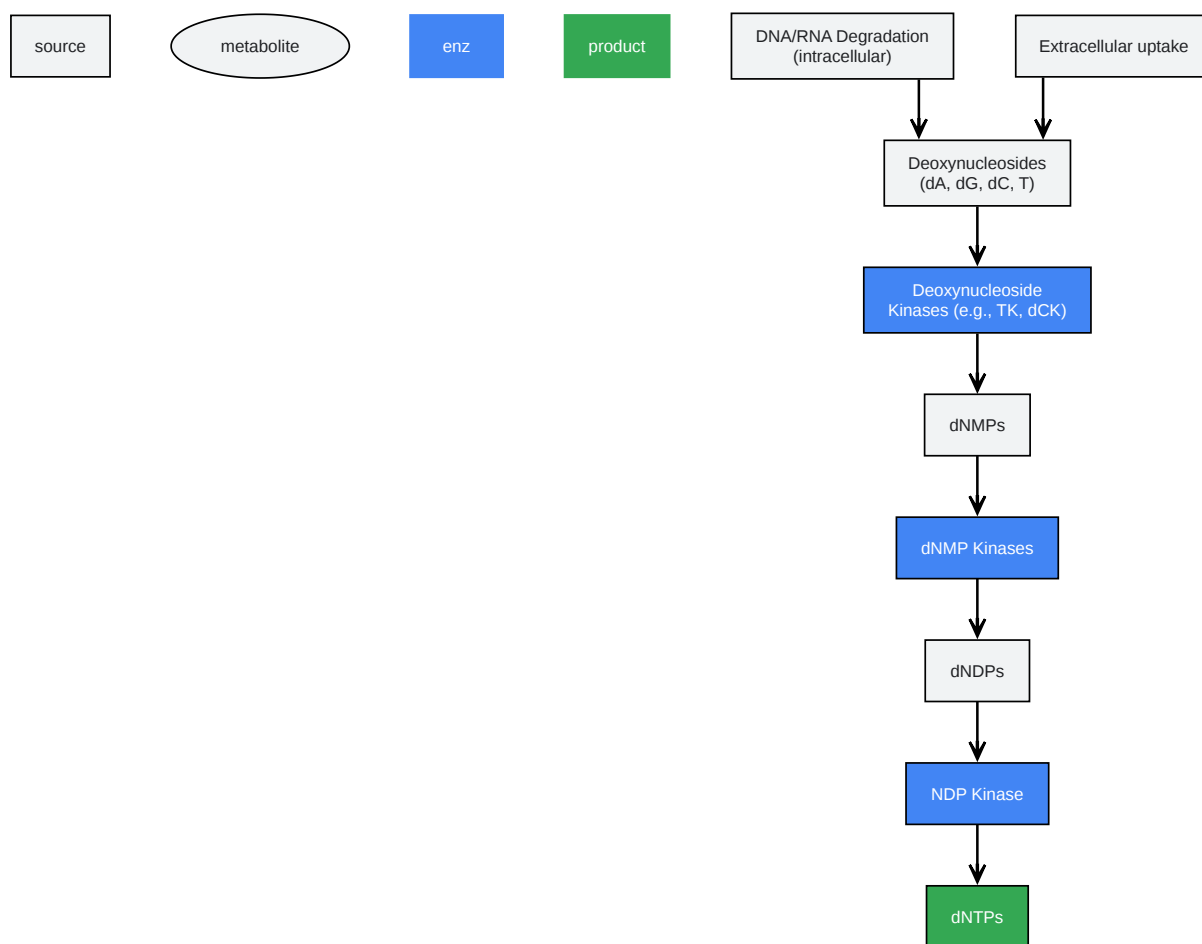 source
metabolite
enz
product
DNA/RNA Degradation
(intracellular)
Extracellular uptake
Deoxynucleosides
(dA, dG, dC, T)
Deoxynucleoside
Kinases (e.g., TK, dCK)
dNMPs
dNMP Kinases
dNDPs
NDP Kinase
dNTPs